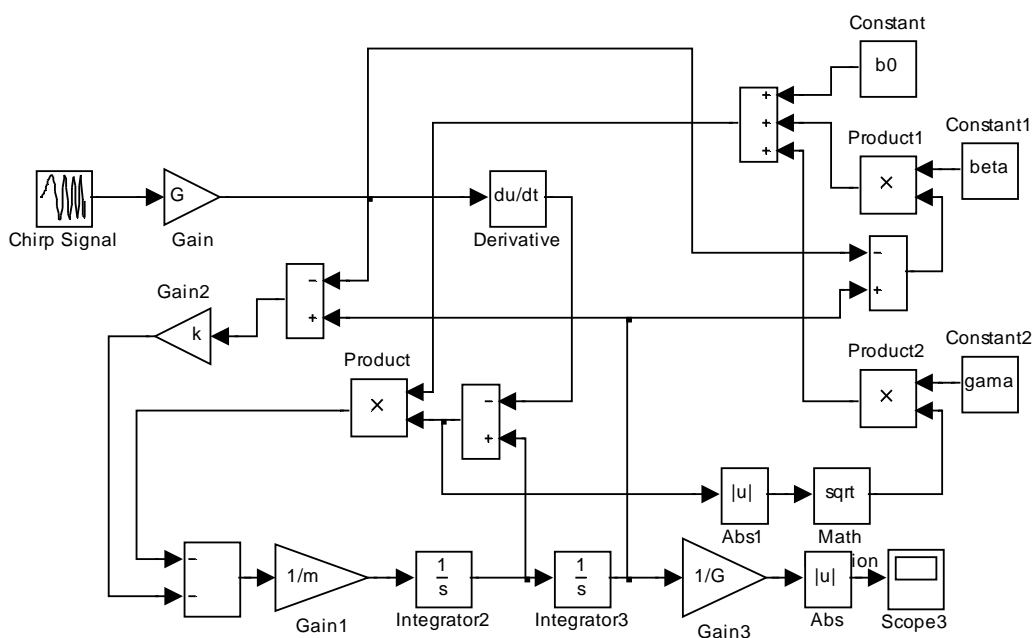 Constant
b0
+
+
+
Product1
Constant1
×
beta
Chirp Signal
G
Gain
du/dt
Derivative
−
+
−
+
Gain2
k
Product
×
−
+
Product2
Constant2
×
gama
|u|
Abs1
sqrt
Math
ion
−
−
1/m
Gain1
1
s
Integrator2
1
s
Integrator3
1/G
Gain3
|u|
Abs
Scope3